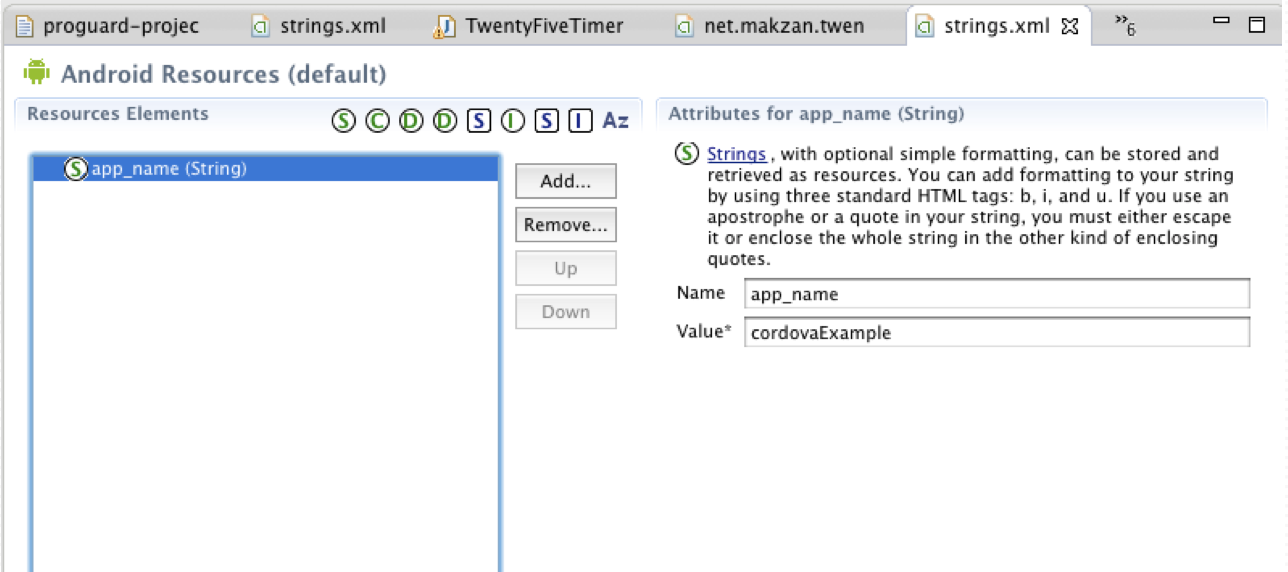 proguard-projec strings.xml TwentyFiveTimer net.makzan.twen strings.xml »6
Android Resources (default)
Resources Elements S C D D S I S I Az
app_name (String)
Add...
Remove...
Up
Down
Attributes for app_name (String)
Strings, with optional simple formatting, can be stored and
retrieved as resources. You can add formatting to your string
by using three standard HTML tags: b, i, and u. If you use an
apostrophe or a quote in your string, you must either escape
it or enclose the whole string in the other kind of enclosing
quotes.
Name app_name
Value* cordovaExample